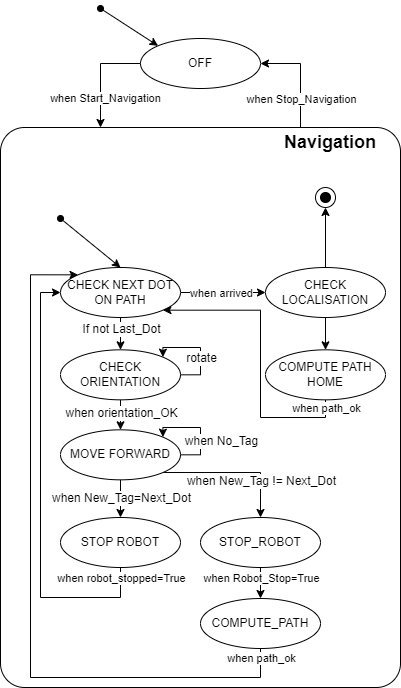 OFF
when Start_Navigation
when Stop_Navigation
Navigation
CHECK NEXT DOT
ON PATH
when arrived
CHECK
LOCALISATION
If not Last_Dot
rotate
CHECK
ORIENTATION
COMPUTE PATH
HOME
when path_ok
when orientation_OK
when No_Tag
MOVE FORWARD
when New_Tag != Next_Dot
when New_Tag=Next_Dot
STOP ROBOT
STOP_ROBOT
when robot_stopped=True
when Robot_Stop=True
COMPUTE_PATH
when path_ok